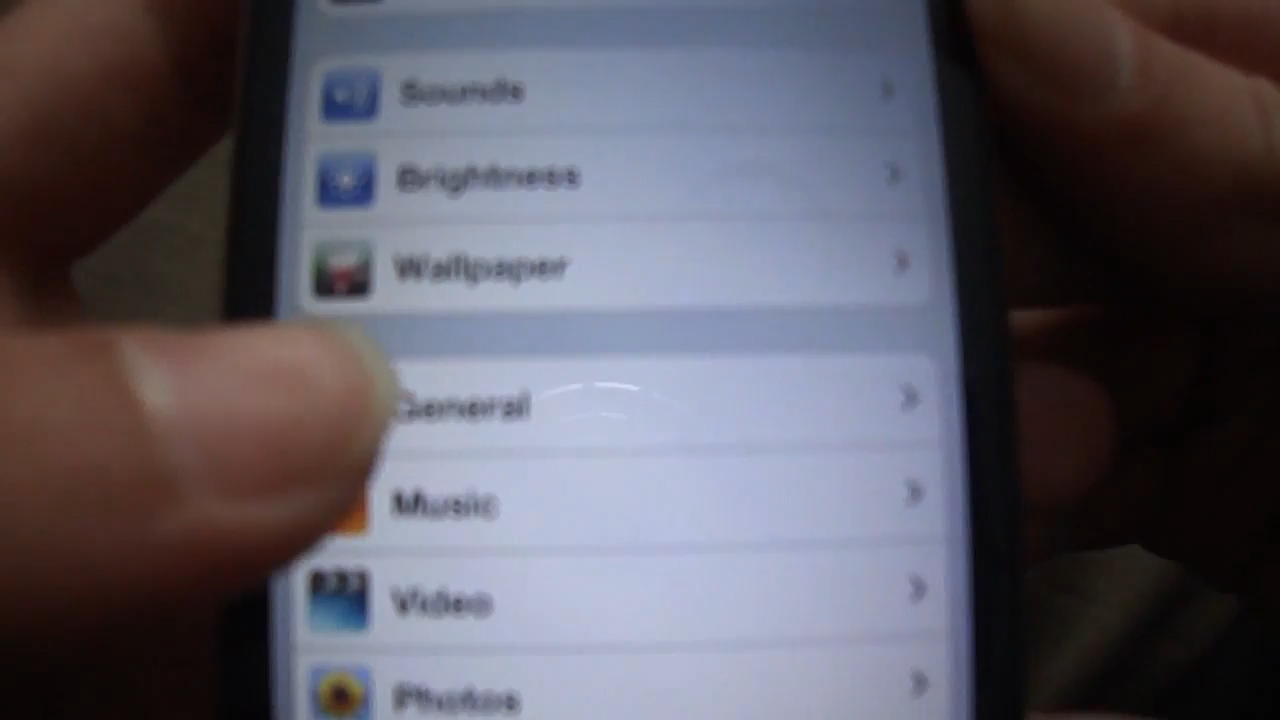 Sounds
Brightness
Wallpaper
General
Music
Video
Photos